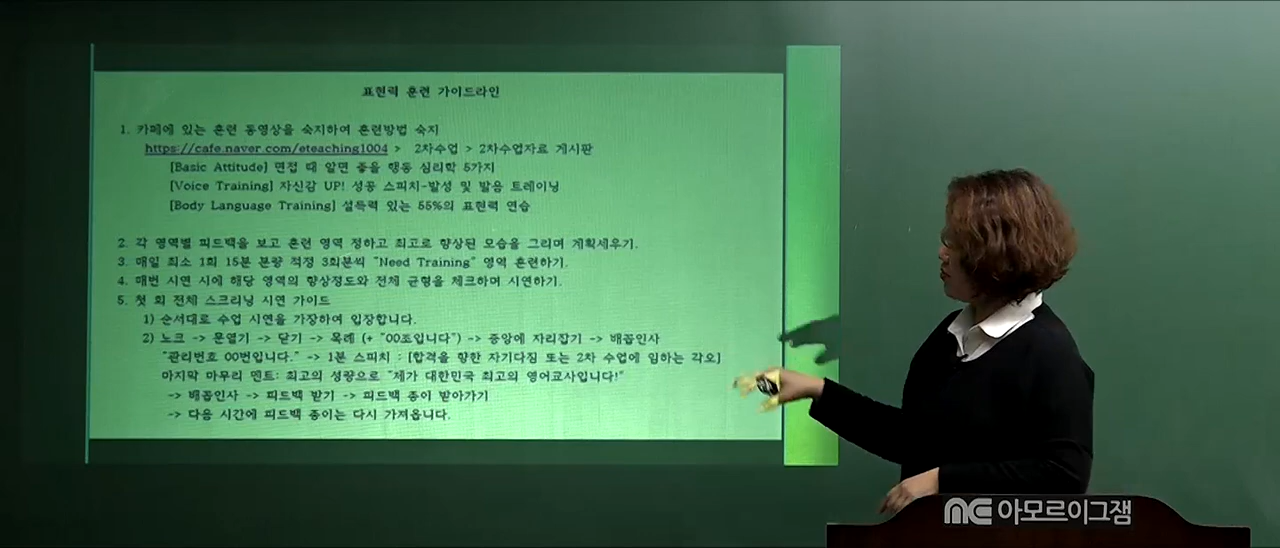 표현력 훈련 가이드라인
1. 카페에 있는 훈련 동영상을 숙지하여 훈련방법 숙지
https://cafe.naver.com/eteaching1004 > 2차수업 > 2차수업자료 게시판
[Basic Attitude] 면접 때 알면 좋을 행동 심리학 5가지
[Voice Training] 자신감 UP! 성공 스피치-발성 및 발음 트레이닝
[Body Language Training] 설득력 있는 55%의 표현력 연습
2. 각 영역별 피드백을 보고 훈련 영역 정하고 최고로 향상된 모습을 그리며 계획세우기.
3. 매일 최소 1회 15분 분량 적정 3회분씩 "Need Training" 영역 훈련하기.
4. 매번 시연 시에 해당 영역의 향상정도와 전체 균형을 체크하며 시연하기.
5. 첫 회 전체 스크리닝 시연 가이드
1) 순서대로 수업 시연을 가장하여 입장합니다.
2) 노크 -> 문열기 -> 닫기 -> 목례 (+ "00조입니다") -> 중앙에 자리잡기 -> 배꼽인사
"관리번호 00번입니다." -> 1분 스피치 : [합격을 향한 자기다짐 또는 2차 수업에 임하는 각오]
마지막 마무리 멘트: 최고의 성량으로 "제가 대한민국 최고의 영어교사입니다!"
-> 배꼽인사 -> 피드백 받기 -> 피드백 종이 받아가기
-> 다음 시간에 피드백 종이는 다시 가져옵니다.
아모르이그잼